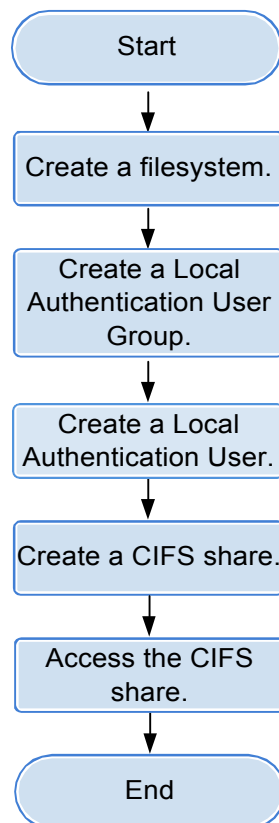 Start
Create a filesystem.
Create a Local
Authentication User
Group.
Create a Local
Authentication User.
Create a CIFS share.
Access the CIFS
share.
End